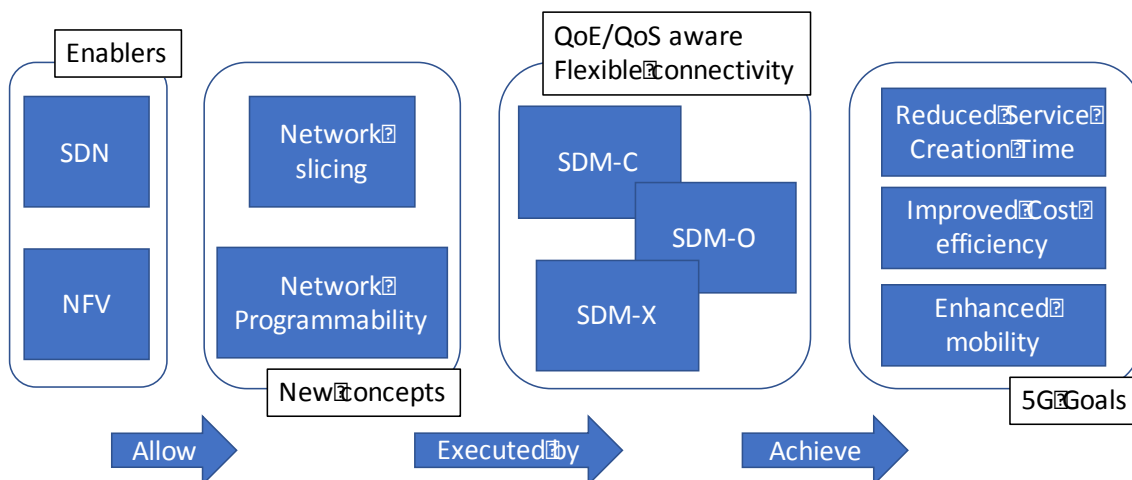 Enablers
SDN
NFV
Network
slicing
Network
Programmability
New concepts
QoE/QoS aware
Flexible connectivity
SDM-C
SDM-O
SDM-X
Reduced Service
Creation Time
Improved Cost
efficiency
Enhanced
mobility
5G Goals
Allow
Executed by
Achieve